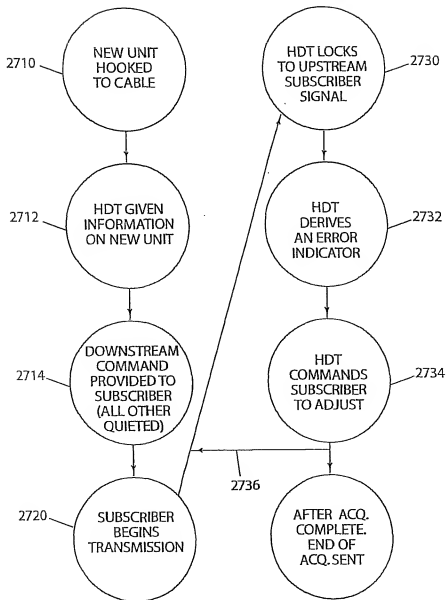 2710
NEW UNIT
HOOKED
TO CABLE
2712
HDT GIVEN
INFORMATION
ON NEW UNIT
2714
DOWNSTREAM
COMMAND
PROVIDED TO
SUBSCRIBER
(ALL OTHER
QUIETED)
2720
SUBSCRIBER
BEGINS
TRANSMISSION
HDT LOCKS
TO UPSTREAM
SUBSCRIBER
SIGNAL
2730
HDT
DERIVES
AN ERROR
INDICATOR
2732
HDT
COMMANDS
SUBSCRIBER
TO ADJUST
2734
2736
AFTER ACQ.
COMPLETE.
END OF
ACQ. SENT